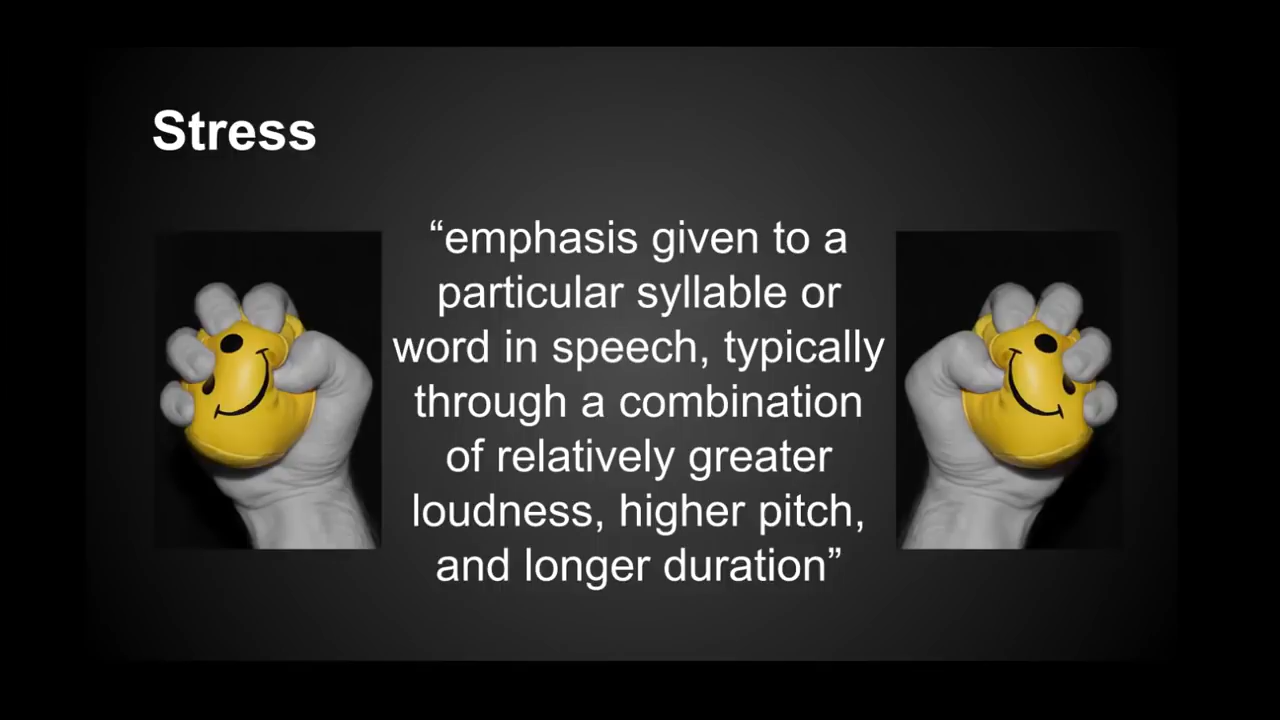 Stress
“emphasis given to a
particular syllable or
word in speech, typically
through a combination
of relatively greater
loudness, higher pitch,
and longer duration”